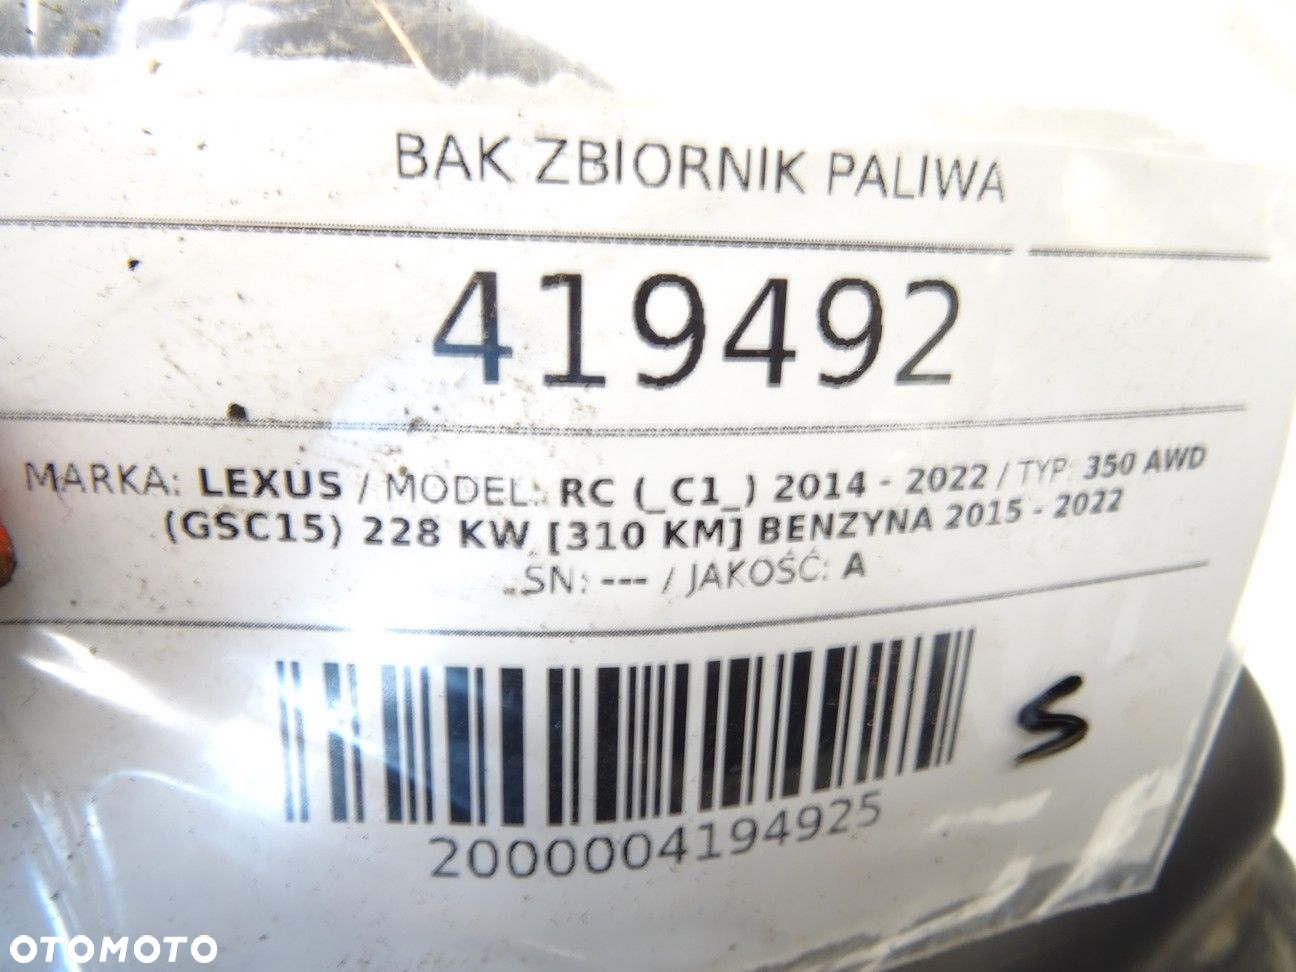 BAK ZBIORNIK PALIWA
419492
MARKA: LEXUS / MODEL: RC (_C1_) 2014 - 2022 / TYP: 350 AWD
(GSC15) 228 KW [310 KM] BENZYNA 2015 - 2022
SN: --- / JAKOŚĆ: A
S
2000004194925
OTOMOTO